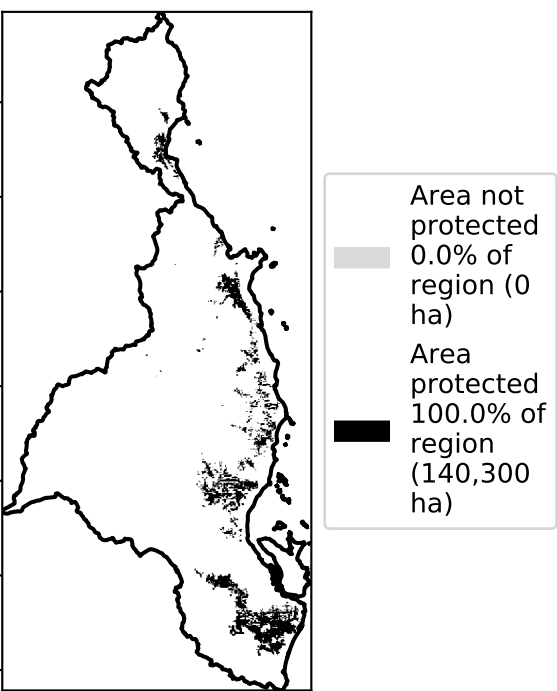 Area not
protected
0.0% of
region (0
ha)
Area
protected
100.0% of
region
(140,300
ha)